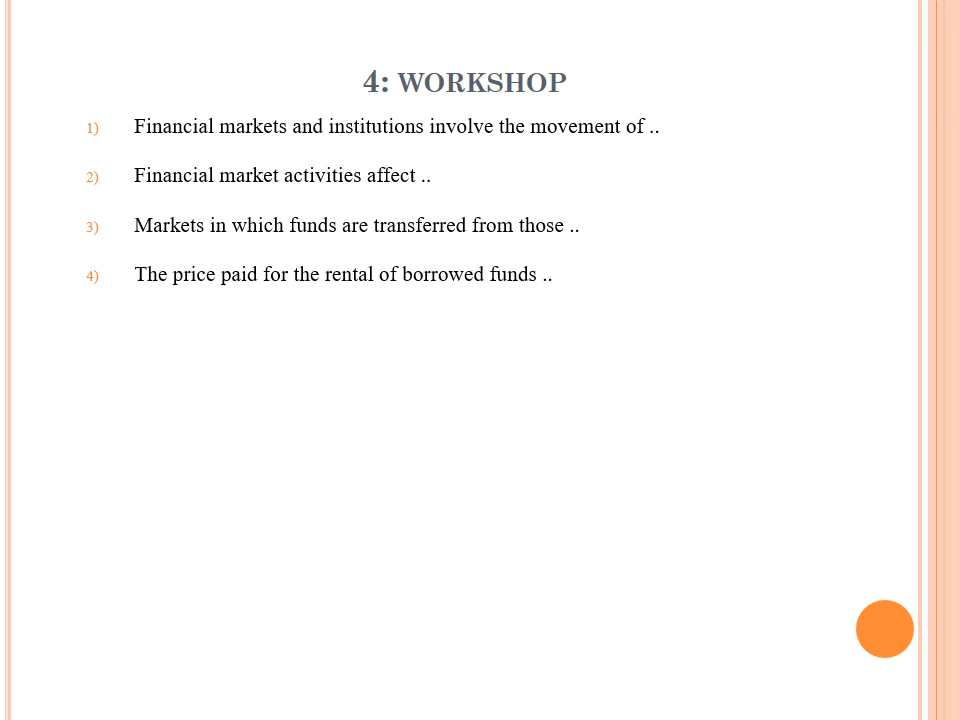 4: WORKSHOP
1) Financial markets and institutions involve the movement of ..
2) Financial market activities affect ..
3) Markets in which funds are transferred from those ..
4) The price paid for the rental of borrowed funds ..